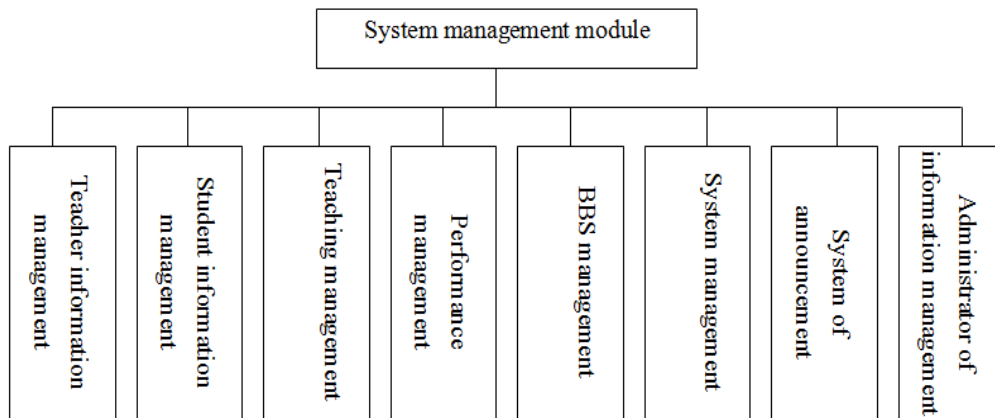 System management module
Teacher information
management
Student information
management
Teaching management
Performance
management
BBS management
System management
System of
announcement
Administrator of
information management